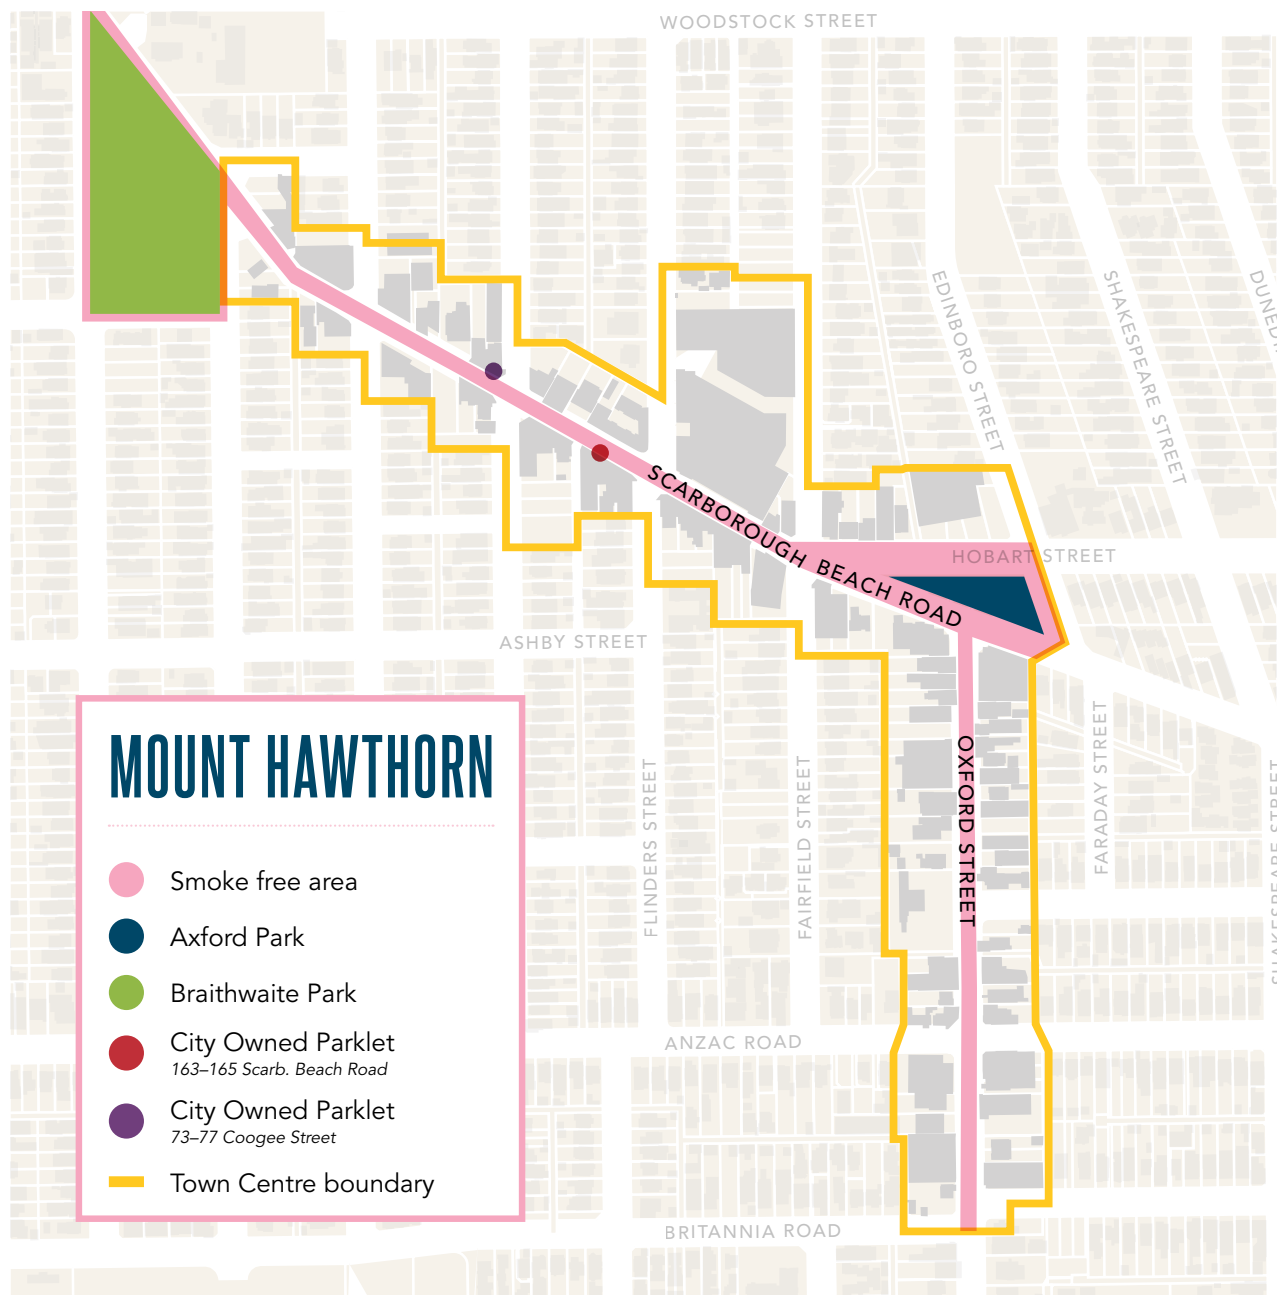 WOODSTOCK STREET
EDINBORO STREET
SHAKESPEARE STREET
SCARBOROUGH BEACH ROAD
HOBART STREET
ASHBY STREET
FLINDERS STREET
FAIRFIELD STREET
OXFORD STREET
FARADAY STREET
SHAKESPEARE STREET
ANZAC ROAD
BRITANNIA ROAD
MOUNT HAWTHORN
Smoke free area
Axford Park
Braithwaite Park
City Owned Parklet
163–165 Scarb. Beach Road
City Owned Parklet
73–77 Coogee Street
Town Centre boundary